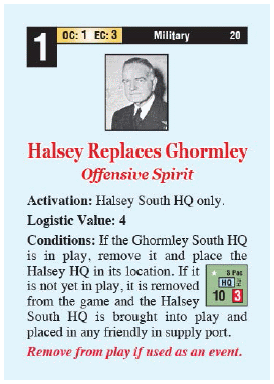 1
OC: 1 EC: 3 Military 20
Halsey Replaces Ghormley
Offensive Spirit
Activation: Halsey South HQ only.
Logistic Value: 4
Conditions: If the Ghormley South HQ
is in play, remove it and place the
Halsey HQ in its location. If it
is not yet in play, it is removed
from the game and the Halsey
S Pac
HQ
10 3
South HQ is brought into play and
placed in any friendly in supply port.
Remove from play if used as an event.